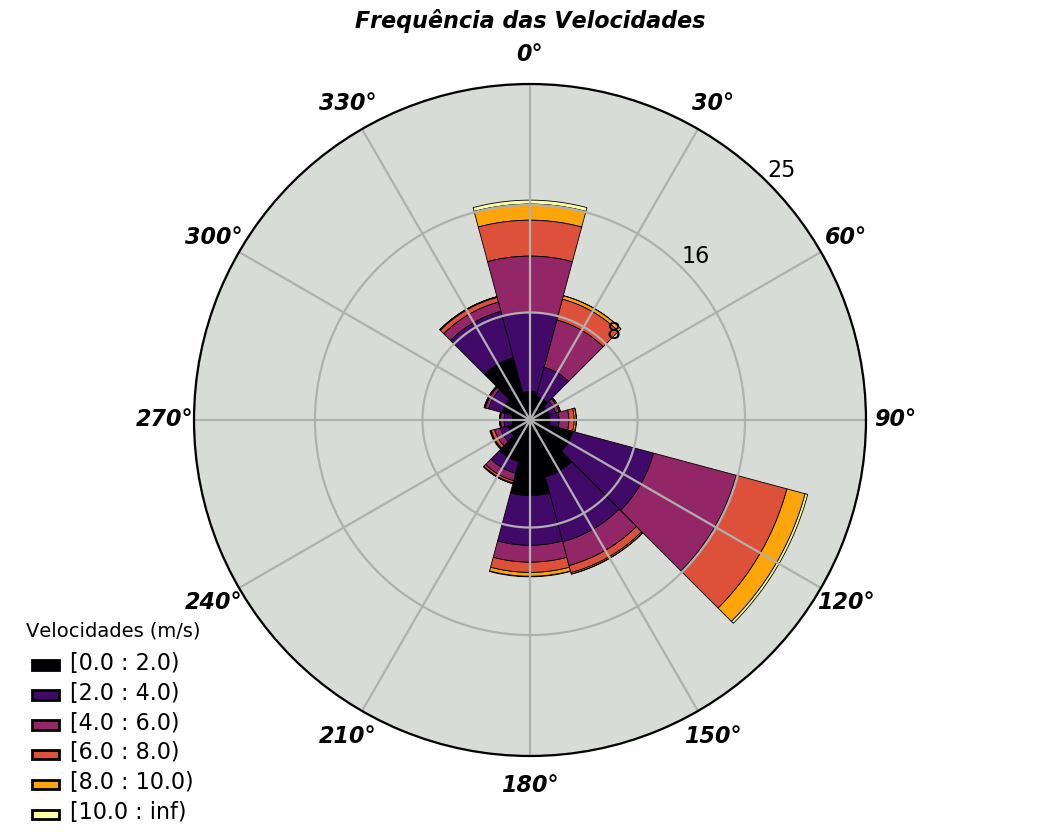 Frequência das Velocidades
0°
330°
30°
25
300°
60°
16
8
270°
90°
240°
120°
210°
150°
180°
Velocidades (m/s)
[0.0 : 2.0)
[2.0 : 4.0)
[4.0 : 6.0)
[6.0 : 8.0)
[8.0 : 10.0)
[10.0 : inf)